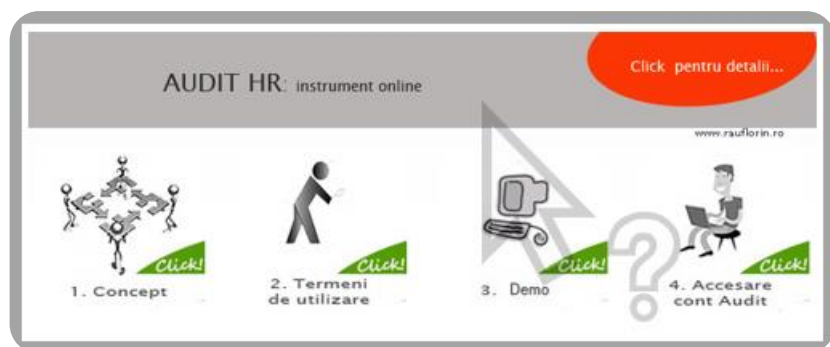 AUDIT HR: instrument online
Click pentru detalii...
www.rauflorin.ro
Click!
1. Concept
Click!
2. Termeni
de utilizare
Click!
3. Demo
Click!
4. Accesare
cont Audit
?